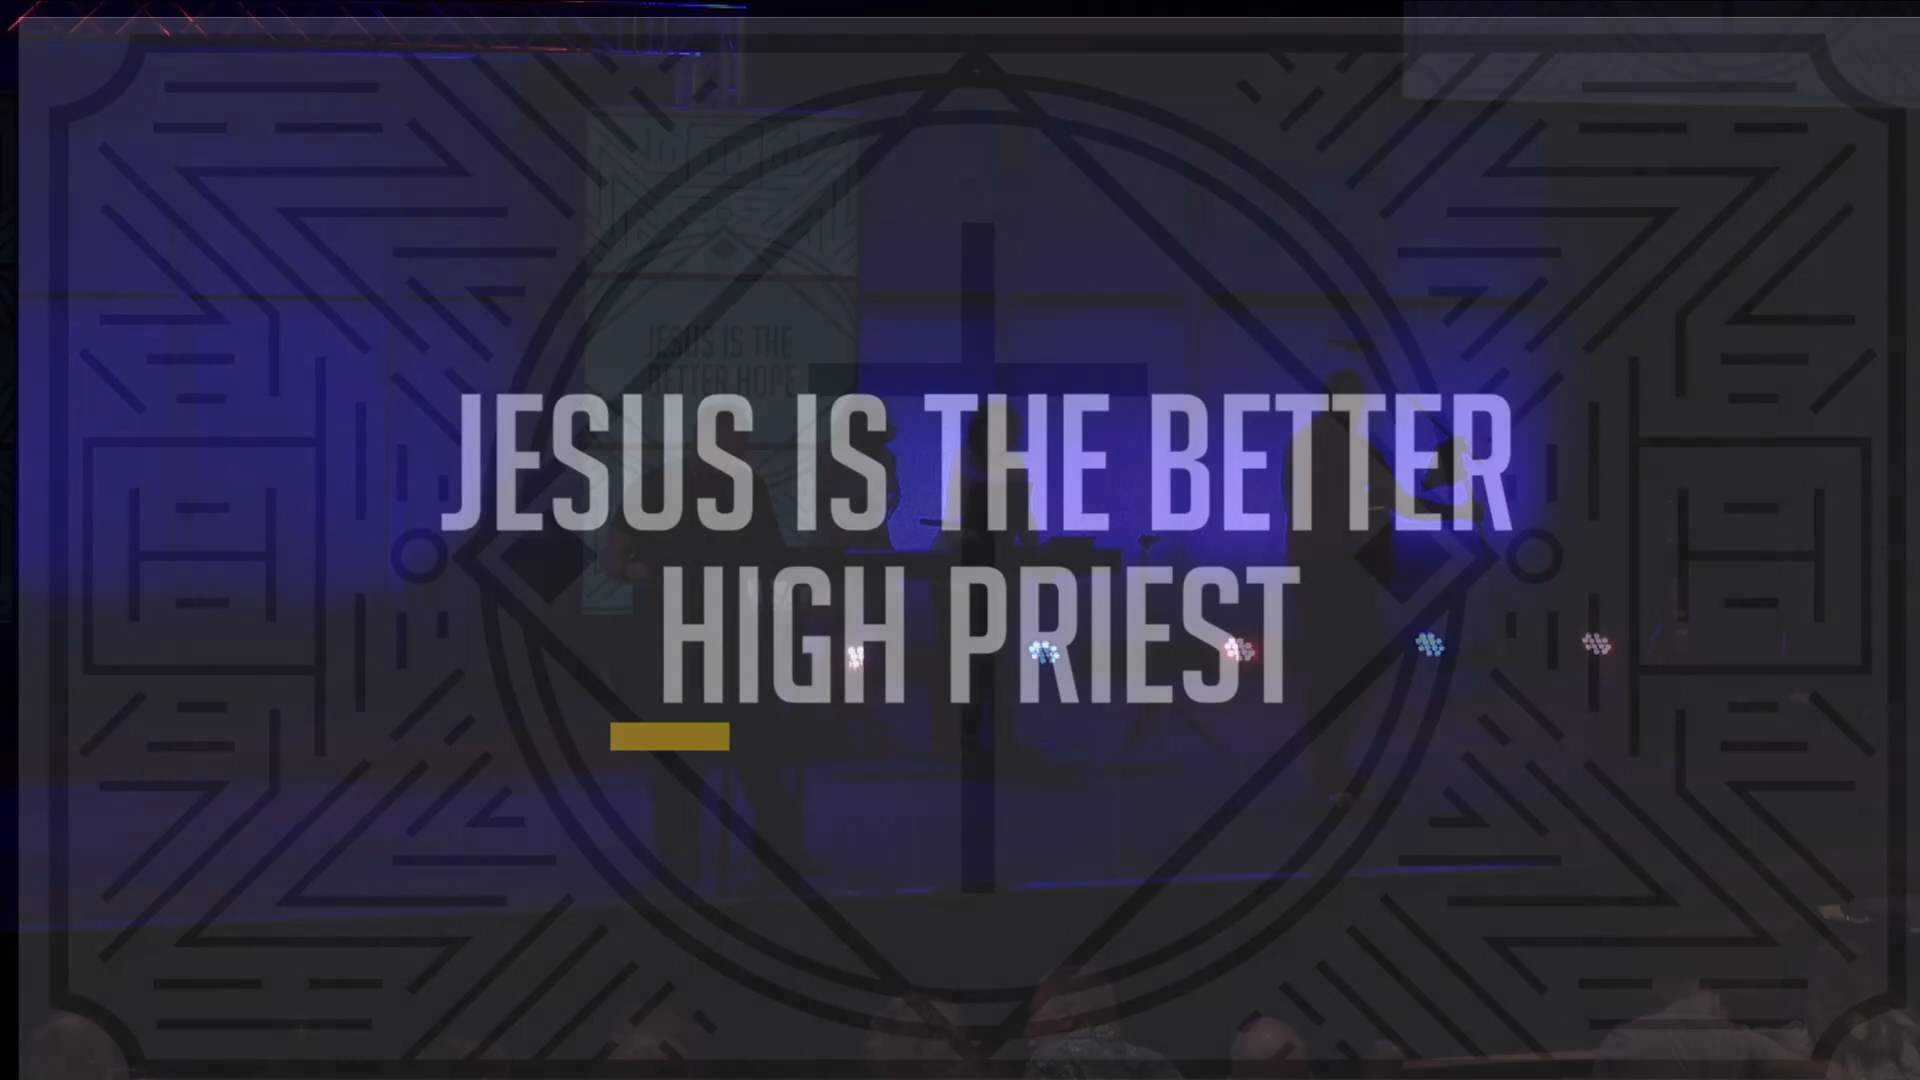 JESUS IS THE
BETTER HOPE
JESUS IS THE BETTER
HIGH PRIEST